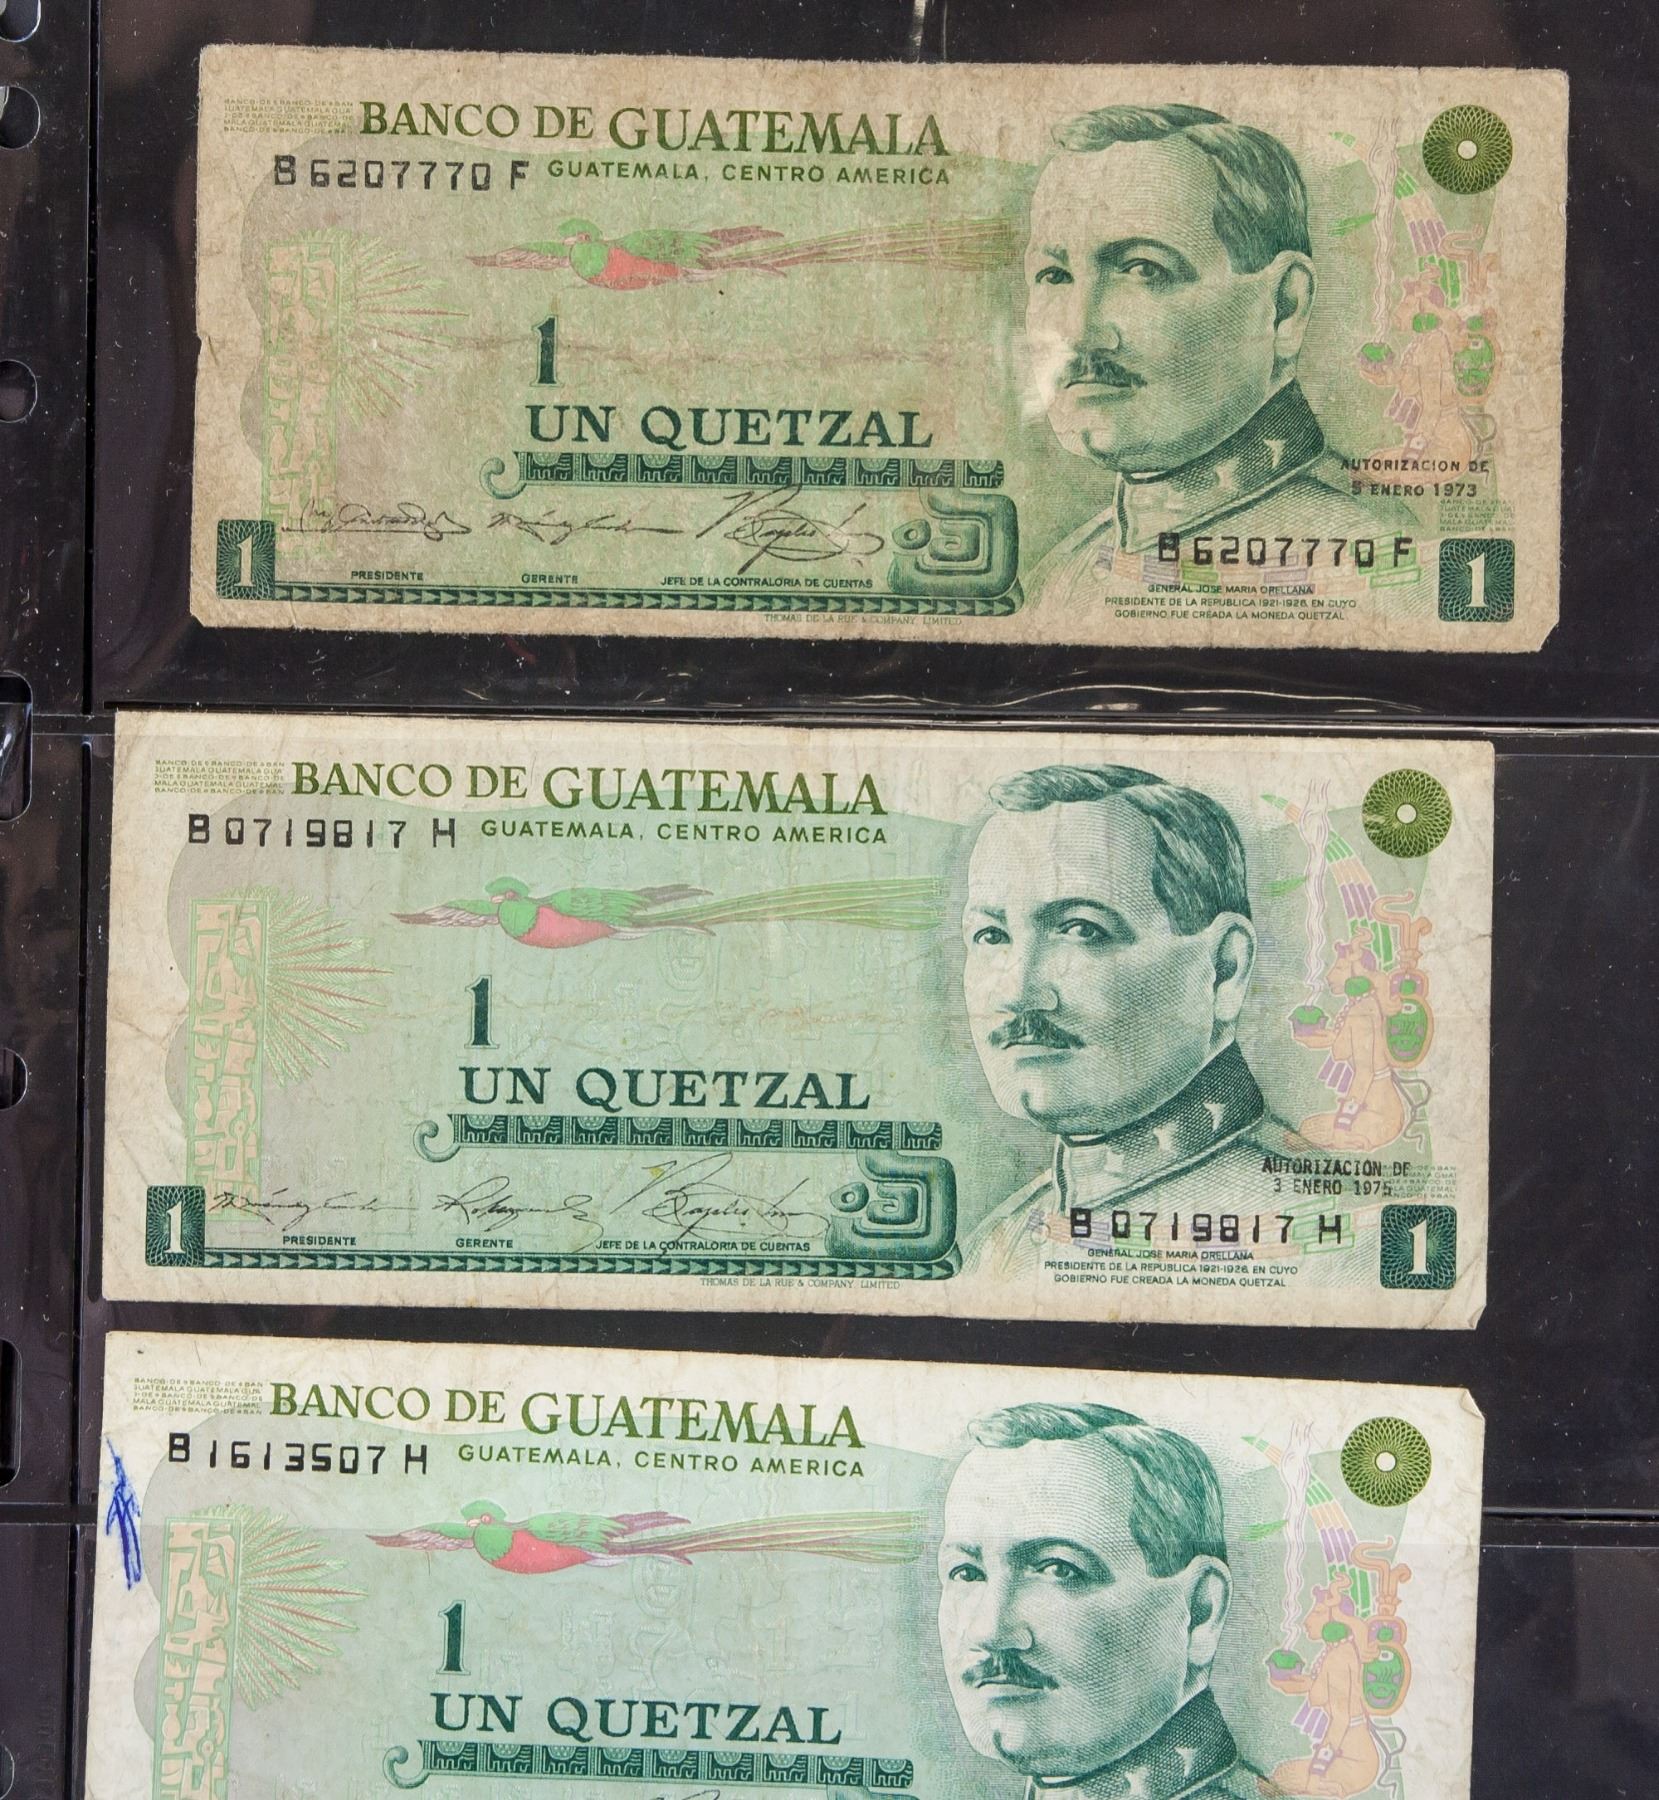 BANCO DE GUATEMALA
B 6207770 F GUATEMALA, CENTRO AMERICA
1
UN QUETZAL
AUTORIZACION DE
5 ENERO 1973
B 6207770 F
1 PRESIDENTE GERENTE JEFE DE LA CONTRALORIA DE CUENTAS 1
GENERAL JOSE MARIA ORELLANA
PRESIDENTE DE LA REPUBLICA 1921-1926, EN CUYO
GOBIERNO FUE CREADA LA MONEDA QUETZAL
THOMAS DE LA RUE & COMPANY LIMITED
BANCO DE GUATEMALA
B 0719817 H GUATEMALA, CENTRO AMERICA
1
UN QUETZAL
AUTORIZACIÓN DE
3 ENERO 1975
B 0719817 H
1 PRESIDENTE GERENTE JEFE DE LA CONTRALORIA DE CUENTAS 1
GENERAL JOSE MARIA ORELLANA
PRESIDENTE DE LA REPUBLICA 1921-1926, EN CUYO
GOBIERNO FUE CREADA LA MONEDA QUETZAL
THOMAS DE LA RUE & COMPANY LIMITED
BANCO DE GUATEMALA
B 1613507 H GUATEMALA, CENTRO AMERICA
1
UN QUETZAL